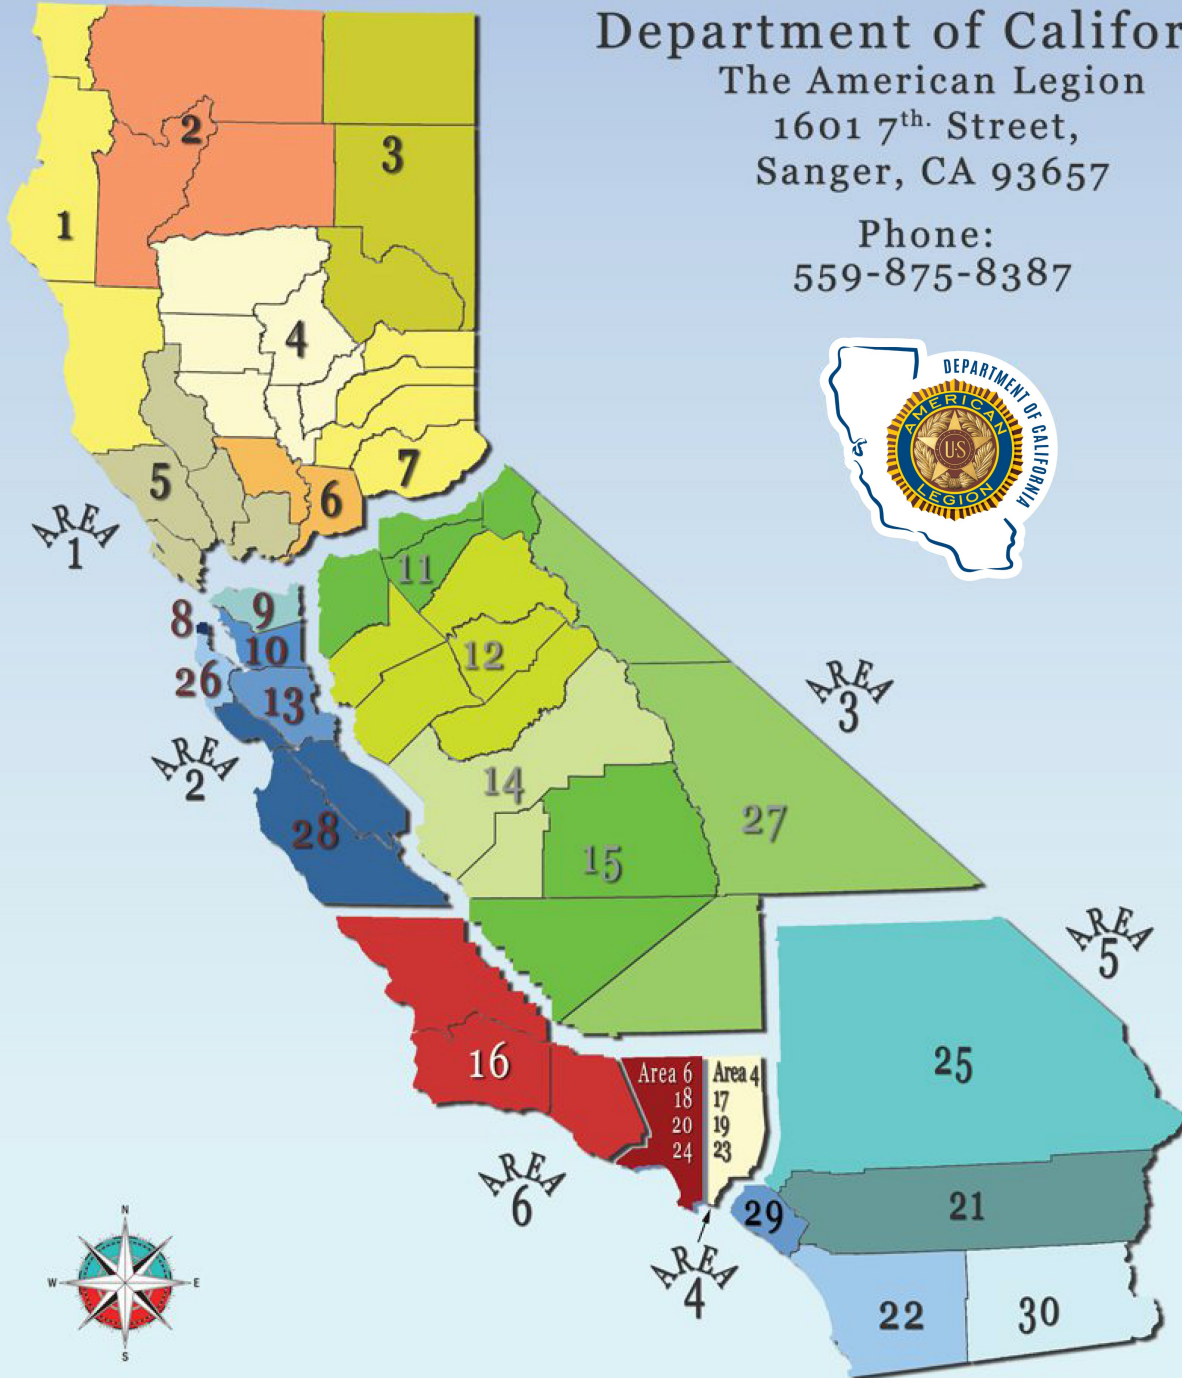 Department of Califor
The American Legion
1601 7th. Street,
Sanger, CA 93657
Phone:
559-875-8387
DEPARTMENT OF CALIFORNIA
AMERICAN
US
LEGION
1
2
3
4
5
6
7
AREA
1
8
9
10
26
13
AREA
2
28
11
12
14
15
27
AREA
3
16
AREA
6
Area 6
18
20
24
Area 4
17
19
23
AREA
4
AREA
5
25
21
29
22
30
N
W
E
S